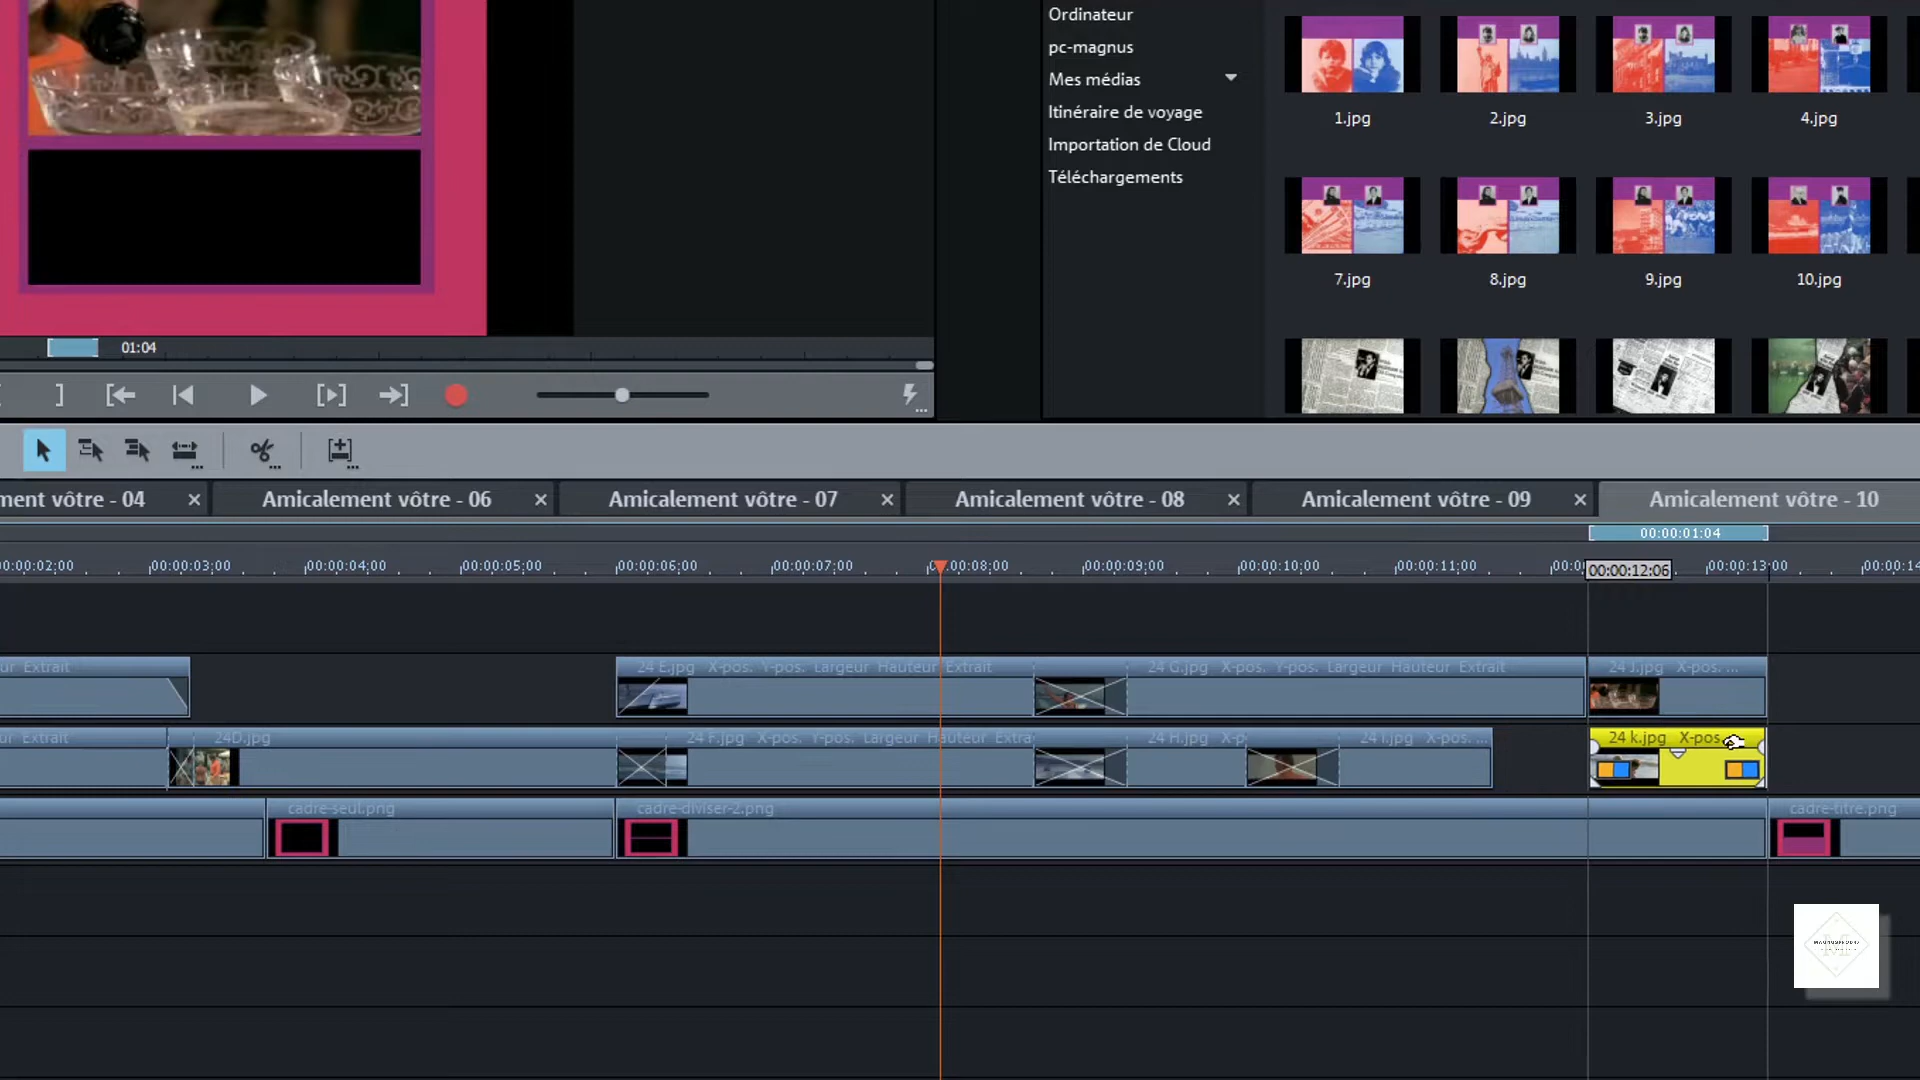 Ordinateur
pc-magnus
Mes médias
Itinéraire de voyage
Importation de Cloud
Téléchargements
1.jpg 2.jpg 3.jpg 4.jpg
7.jpg 8.jpg 9.jpg 10.jpg
01:04
ment vôtre - 04 Amicalement vôtre - 06 Amicalement vôtre - 07 Amicalement vôtre - 08 Amicalement vôtre - 09 Amicalement vôtre - 10
00:00:01:04
00:00:02;00 00:00:03;00 00:00:04;00 00:00:05;00 00:00:06;00 00:00:07;00 00:00:08;00 00:00:09;00 00:00:10;00 00:00:11;00 00:00:12:06 00:00:13:00 00:00:14
ur Extrait 24 E.jpg X-pos. Y-pos. Largeur Hauteur Extrait 24 G.jpg X-pos. Y-pos. Largeur Hauteur Extrait 24 J.jpg X-pos. ...
ur Extrait 24D.jpg 24 F.jpg X-pos. Y-pos. Largeur Hauteur Extra 24 H.jpg X-p 24 I.jpg X-pos. ... 24 k.jpg X-pos.
cadre-seul.png cadre-diviser-2.png cadre-titre.png